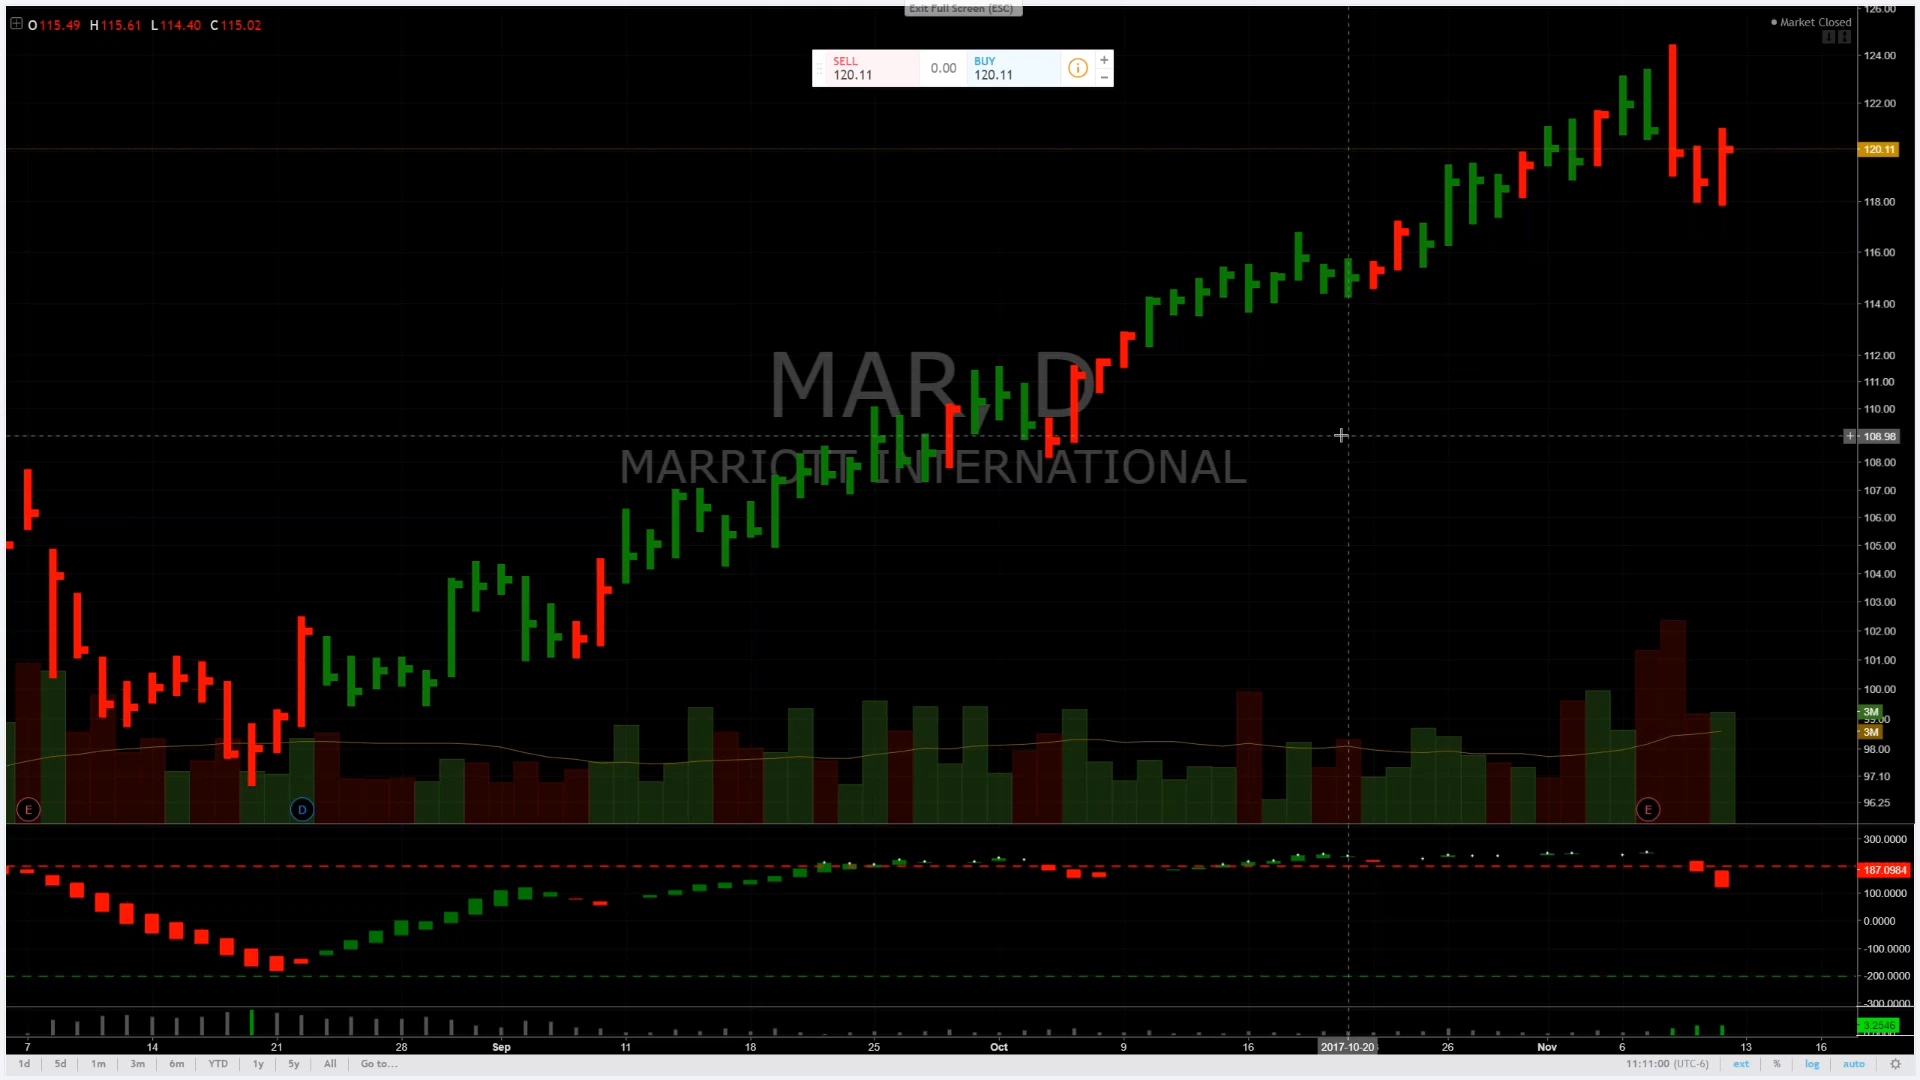 Exit Full Screen (ESC)
126.00
O 115.49 H 115.61 L 114.40 C 115.02
Market Closed
SELL
120.11
0.00
BUY
120.11
+
−
124.00
122.00
120.11
118.00
116.00
114.00
112.00
111.00
110.00
108.98
108.00
107.00
106.00
105.00
104.00
103.00
102.00
101.00
100.00
3M
99.00
3M
98.00
97.10
96.25
MAR, D
MARRIOTT INTERNATIONAL
E
D
E
300.0000
187.0984
100.0000
0.0000
-100.0000
-200.0000
-300.0000
3.2546
7 14 21 28 Sep 11 18 25 Oct 9 16 2017-10-20 26 Nov 6 13 16
1d 5d 1m 3m 6m YTD 1y 5y All Go to... 11:11:00 (UTC-6) ext % log auto